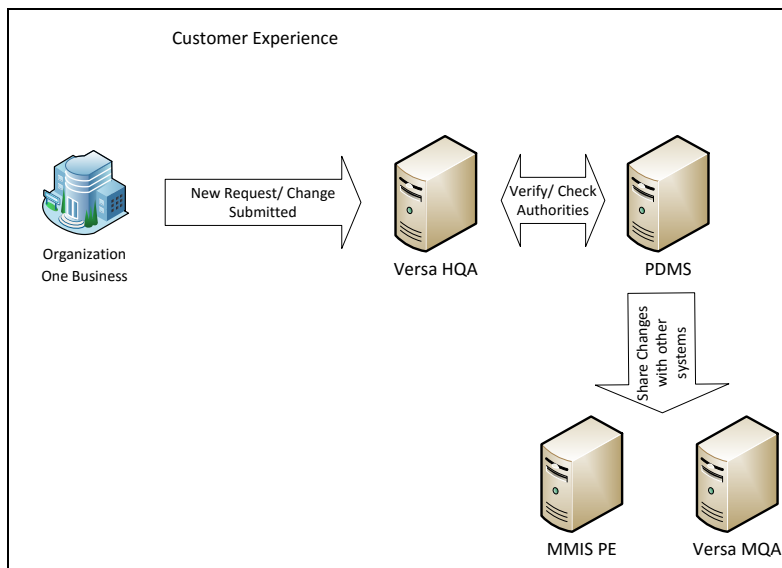 Customer Experience
New Request/ Change
Submitted
Verify/ Check
Authorities
Organization
One Business
Versa HQA
PDMS
Share Changes
with other
systems
MMIS PE
Versa MQA